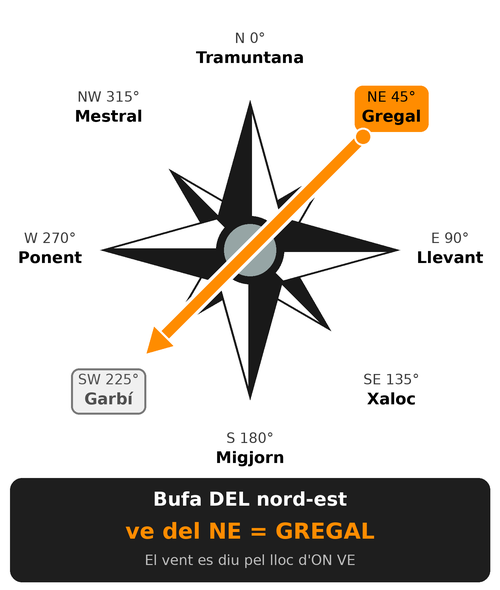 N 0°
Tramuntana
NW 315°
Mestral
NE 45°
Gregal
W 270°
Ponent
E 90°
Llevant
SW 225°
Garbí
SE 135°
Xaloc
S 180°
Migjorn
Bufa DEL nord-est
ve del NE = GREGAL
El vent es diu pel lloc d'ON VE